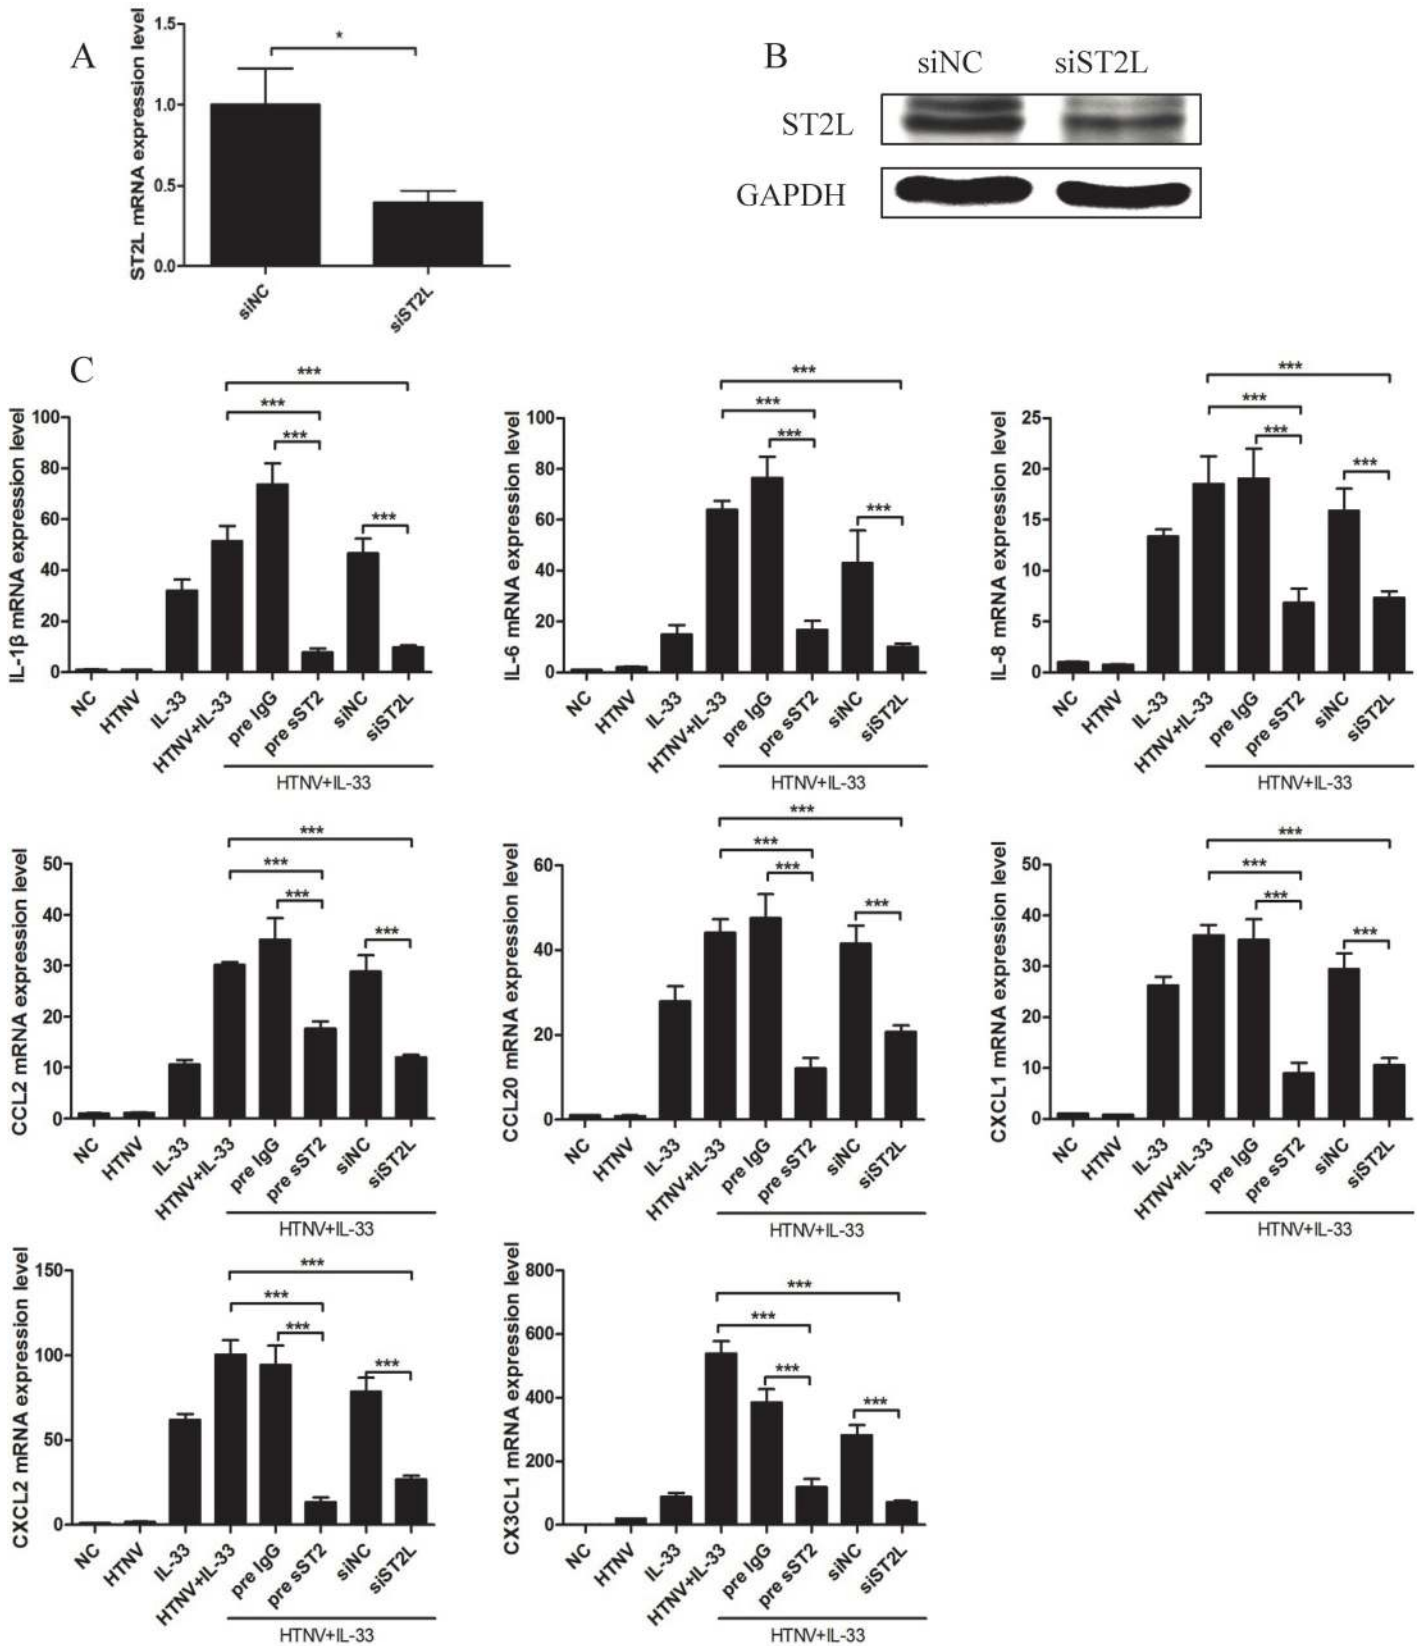 A
ST2L mRNA expression level
1.5
1.0
0.5
0.0
*
siNC
siST2L
B
siNC
siST2L
ST2L
GAPDH
C
IL-1β mRNA expression level
100
80
60
40
20
0
***
***
***
***
NC
HTNV
IL-33
HTNV+IL-33
pre IgG
pre sST2
siNC
siST2L
HTNV+IL-33
IL-6 mRNA expression level
100
80
60
40
20
0
***
***
***
***
NC
HTNV
IL-33
HTNV+IL-33
pre IgG
pre sST2
siNC
siST2L
HTNV+IL-33
IL-8 mRNA expression level
25
20
15
10
5
0
***
***
***
***
NC
HTNV
IL-33
HTNV+IL-33
pre IgG
pre sST2
siNC
siST2L
HTNV+IL-33
CCL2 mRNA expression level
50
40
30
20
10
0
***
***
***
***
NC
HTNV
IL-33
HTNV+IL-33
pre IgG
pre sST2
siNC
siST2L
HTNV+IL-33
CCL20 mRNA expression level
60
40
20
0
***
***
***
***
NC
HTNV
IL-33
HTNV+IL-33
pre IgG
pre sST2
siNC
siST2L
HTNV+IL-33
CXCL1 mRNA expression level
50
40
30
20
10
0
***
***
***
***
NC
HTNV
IL-33
HTNV+IL-33
pre IgG
pre sST2
siNC
siST2L
HTNV+IL-33
CXCL2 mRNA expression level
150
100
50
0
***
***
***
***
NC
HTNV
IL-33
HTNV+IL-33
pre IgG
pre sST2
siNC
siST2L
HTNV+IL-33
CX3CL1 mRNA expression level
800
600
400
200
0
***
***
***
***
NC
HTNV
IL-33
HTNV+IL-33
pre IgG
pre sST2
siNC
siST2L
HTNV+IL-33